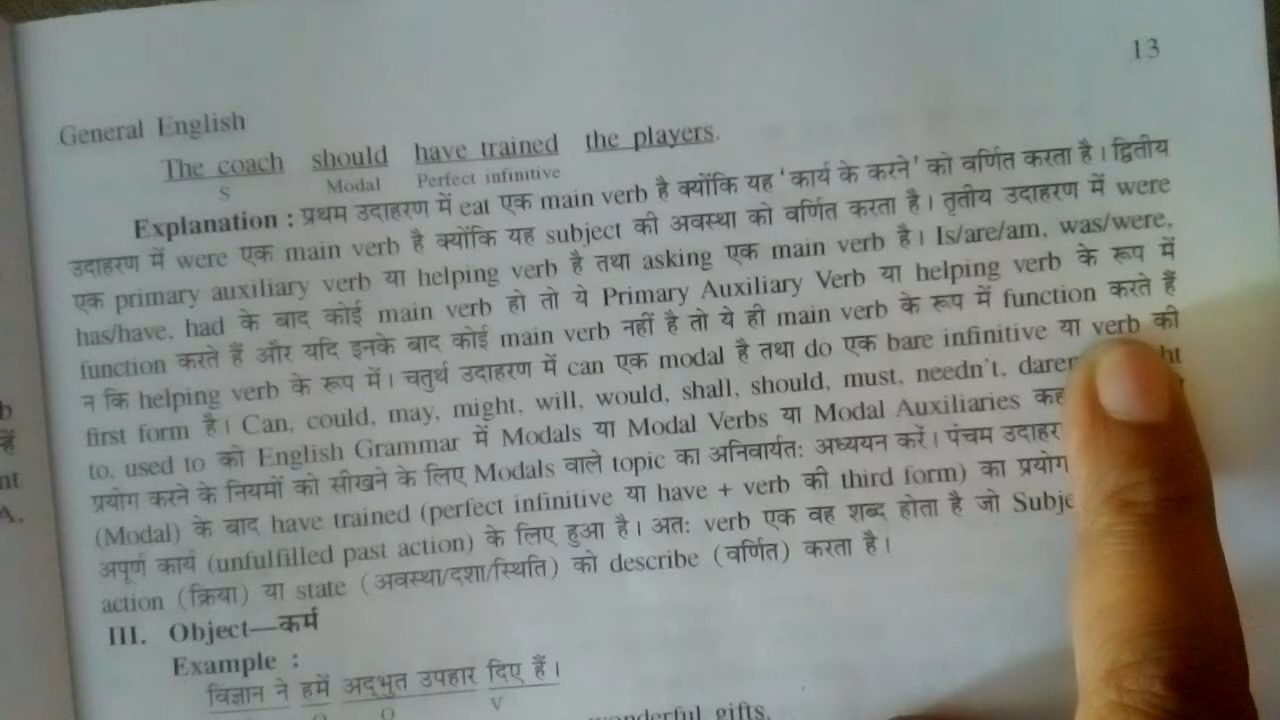 13
General English
The coach should have trained the players.
S Modal Perfect infinitive
Explanation : प्रथम उदाहरण में eat एक main verb है क्योंकि यह 'कार्य के करने' को वर्णित करता है। द्वितीय
उदाहरण में were एक main verb है क्योंकि यह subject की अवस्था को वर्णित करता है। तृतीय उदाहरण में were
एक primary auxiliary verb या helping verb है तथा asking एक main verb है। Is/are/am, was/were,
has/have, had के बाद कोई main verb हो तो ये Primary Auxiliary Verb या helping verb के रूप में
function करते हैं और यदि इनके बाद कोई main verb नहीं है तो ये ही main verb के रूप में function करते हैं
न कि helping verb के रूप में। चतुर्थ उदाहरण में can एक modal है तथा do एक bare infinitive या verb की
first form है। Can, could, may, might, will, would, shall, should, must, needn't, ht
to, used to को English Grammar में Modals या Modal Verbs या Modal Auxiliaries
प्रयोग करने के नियमों को सीखने के लिए Modals वाले topic का अनिवार्यतः अध्ययन करें। पंचम
(Modal) के बाद have trained (perfect infinitive या have + verb की third form) का प्रयोग
अपूर्ण कार्य (unfulfilled past action) के लिए हुआ है। अतः verb एक वह शब्द होता है जो
action (क्रिया) या state (अवस्था/दशा/स्थिति) को describe (वर्णित) करता है।
III. Object—कर्म
Example :
विज्ञान ने हमें अद्भुत उपहार दिए हैं।
O V
gifts.
b
हैं
nt
A.